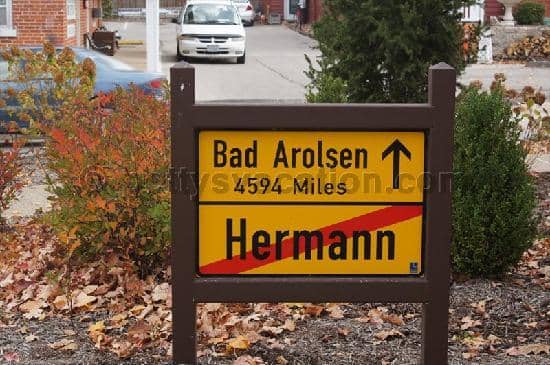 Bad Arolsen ↑
4594 Miles
Hermann